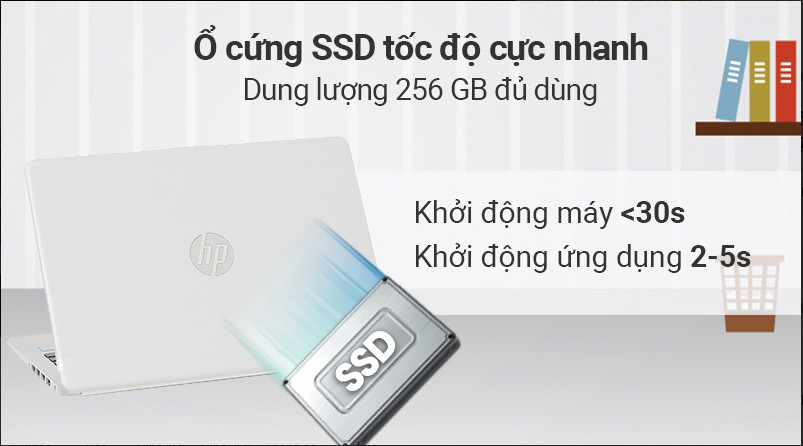 Ổ cứng SSD tốc độ cực nhanh
Dung lượng 256 GB đủ dùng
Khởi động máy <30s
Khởi động ứng dụng 2-5s
hp
SSD